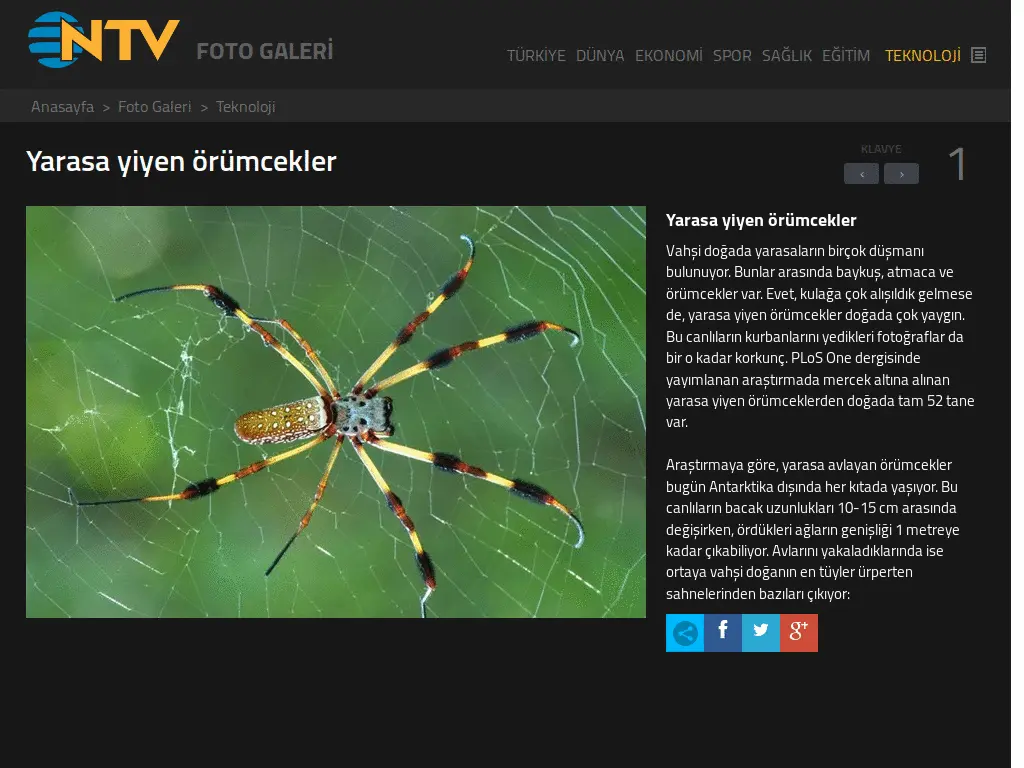 NTV FOTO GALERİ
TÜRKİYE DÜNYA EKONOMİ SPOR SAĞLIK EĞİTİM TEKNOLOJİ
Anasayfa > Foto Galeri > Teknoloji
Yarasa yiyen örümcekler
KLAVYE
‹ ›
1
Yarasa yiyen örümcekler
Vahşi doğada yarasaların birçok düşmanı
bulunuyor. Bunlar arasında baykuş, atmaca ve
örümcekler var. Evet, kulağa çok alışıldık gelmese
de, yarasa yiyen örümcekler doğada çok yaygın.
Bu canlıların kurbanlarını yedikleri fotoğraflar da
bir o kadar korkunç. PLoS One dergisinde
yayımlanan araştırmada mercek altına alınan
yarasa yiyen örümceklerden doğada tam 52 tane
var.
Araştırmaya göre, yarasa avlayan örümcekler
bugün Antarktika dışında her kıtada yaşıyor. Bu
canlıların bacak uzunlukları 10-15 cm arasında
değişirken, ördükleri ağların genişliği 1 metreye
kadar çıkabiliyor. Avlarını yakaladıklarında ise
ortaya vahşi doğanın en tüyler ürperten
sahnelerinden bazıları çıkıyor:
f g+